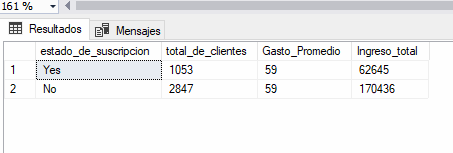 161 %
Resultados Mensajes
estado_de_suscripcion total_de_clientes Gasto_Promedio Ingreso_total
1 Yes 1053 59 62645
2 No 2847 59 170436